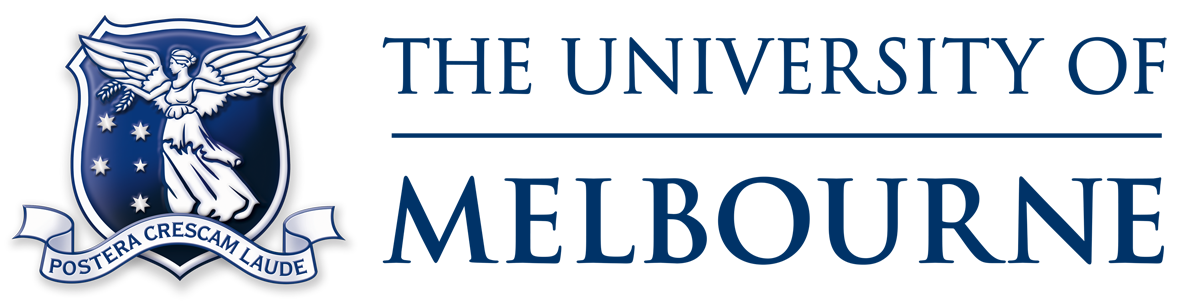 POSTERA CRESCAM LAUDE
THE UNIVERSITY OF
MELBOURNE